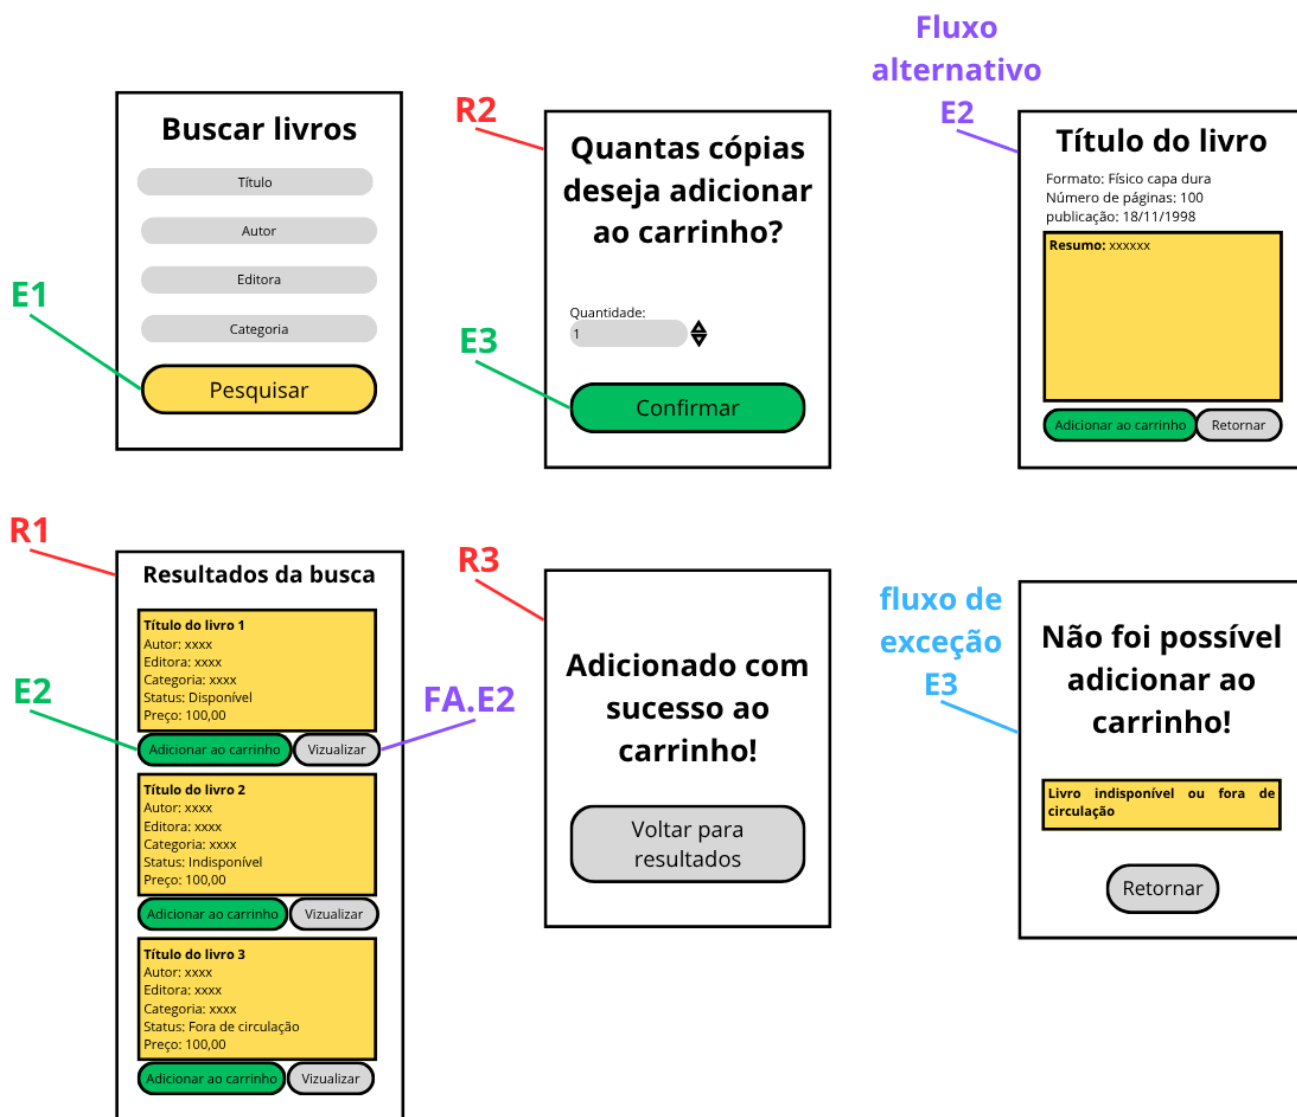 Fluxo
alternativo
E2
Buscar livros
Título
Autor
Editora
Categoria
Pesquisar
E1
R2
Quantas cópias
deseja adicionar
ao carrinho?
Quantidade:
1
E3
Confirmar
Título do livro
Formato: Físico capa dura
Número de páginas: 100
publicação: 18/11/1998
Resumo: xxxxxx
Adicionar ao carrinho
Retornar
R1
Resultados da busca
Título do livro 1
Autor: xxxx
Editora: xxxx
Categoria: xxxx
Status: Disponível
Preço: 100,00
E2
Adicionar ao carrinho
Vizualizar
FA.E2
Título do livro 2
Autor: xxxx
Editora: xxxx
Categoria: xxxx
Status: Indisponível
Preço: 100,00
Adicionar ao carrinho
Vizualizar
Título do livro 3
Autor: xxxx
Editora: xxxx
Categoria: xxxx
Status: Fora de circulação
Preço: 100,00
Adicionar ao carrinho
Vizualizar
R3
Adicionado com
sucesso ao
carrinho!
Voltar para
resultados
fluxo de
exceção
E3
Não foi possível
adicionar ao
carrinho!
Livro indisponível ou fora de
circulação
Retornar